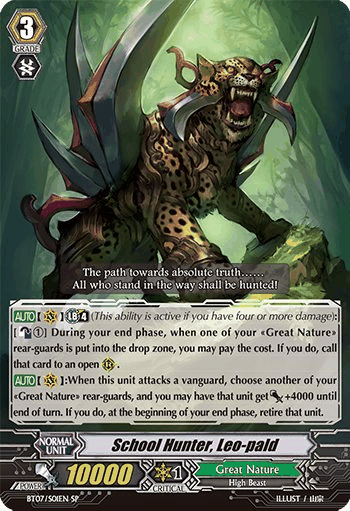 3
GRADE
The path towards absolute truth......
All who stand in the way shall be hunted!
AUTO [ ] LB4 (This ability is active if you have four or more damage):
[ ① ] During your end phase, when one of your «Great Nature»
rear-guards is put into the drop zone, you may pay the cost. If you do, call
that card to an open .
AUTO [ ]:When this unit attacks a vanguard, choose another of your
«Great Nature» rear-guards, and you may have that unit get +4000 until
end of turn. If you do, at the beginning of your end phase, retire that unit.
NORMAL UNIT School Hunter, Leo-pald
POWER 10000 1 CRITICAL Great Nature
High Beast
BT07/S01EN SP ILLUST / 山宗